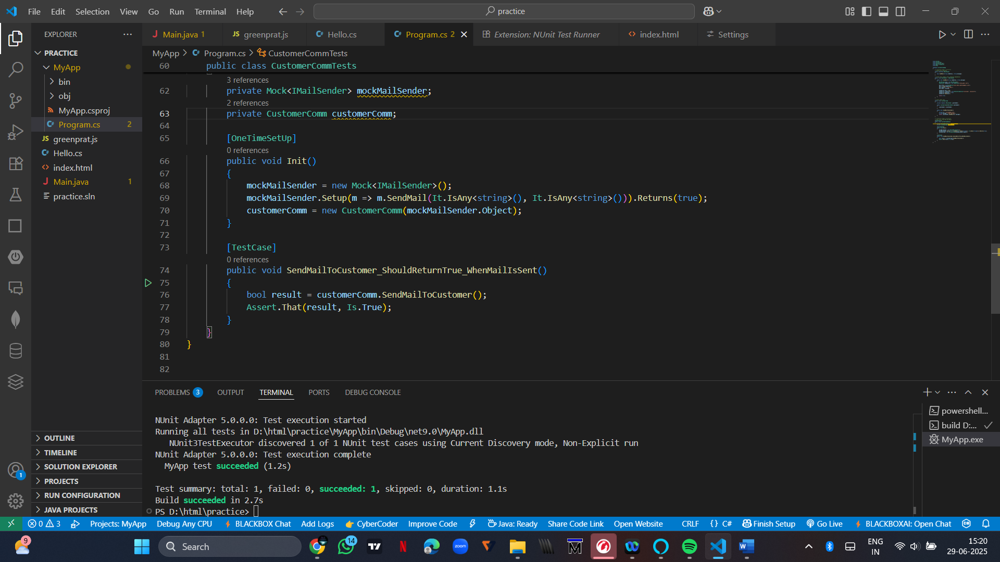 File Edit Selection View Go Run Terminal Help
practice
EXPLORER
PRACTICE
MyApp
bin
obj
MyApp.csproj
Program.cs 2
greenprat.js
Hello.cs
index.html
Main.java 1
practice.sln
OUTLINE
TIMELINE
SOLUTION EXPLORER
PROJECTS
RUN CONFIGURATION
JAVA PROJECTS
1
Main.java 1
greenprat.js
Hello.cs
Program.cs 2
Extension: NUnit Test Runner
index.html
Settings
MyApp > Program.cs > CustomerCommTests
60 public class CustomerCommTests
3 references
62 private Mock<IMailSender> mockMailSender;
2 references
63 private CustomerComm customerComm;
64
65 [OneTimeSetUp]
0 references
66 public void Init()
67 {
68 mockMailSender = new Mock<IMailSender>();
69 mockMailSender.Setup(m => m.SendMail(It.IsAny<string>(), It.IsAny<string>())).Returns(true);
70 customerComm = new CustomerComm(mockMailSender.Object);
71 }
72
73 [TestCase]
0 references
74 public void SendMailToCustomer_ShouldReturnTrue_WhenMailIsSent()
75 {
76 bool result = customerComm.SendMailToCustomer();
77 Assert.That(result, Is.True);
78 }
79 }
80 }
81
82
PROBLEMS 3 OUTPUT TERMINAL PORTS DEBUG CONSOLE
NUnit Adapter 5.0.0.0: Test execution started
Running all tests in D:\html\practice\MyApp\bin\Debug\net9.0\MyApp.dll
NUnit3TestExecutor discovered 1 of 1 NUnit test cases using Current Discovery mode, Non-Explicit run
NUnit Adapter 5.0.0.0: Test execution complete
MyApp test succeeded (1.2s)
Test summary: total: 1, failed: 0, succeeded: 1, skipped: 0, duration: 1.1s
Build succeeded in 2.7s
PS D:\html\practice>
powershell...
build D:...
MyApp.exe
0 3 Projects: MyApp Debug Any CPU BLACKBOX Chat Add Logs CyberCoder Improve Code Java: Ready Share Code Link Open Website CRLF {} C# Finish Setup Go Live BLACKBOXAI: Open Chat
9
Search
14
zoom
ENG
IN
15:20
29-06-2025